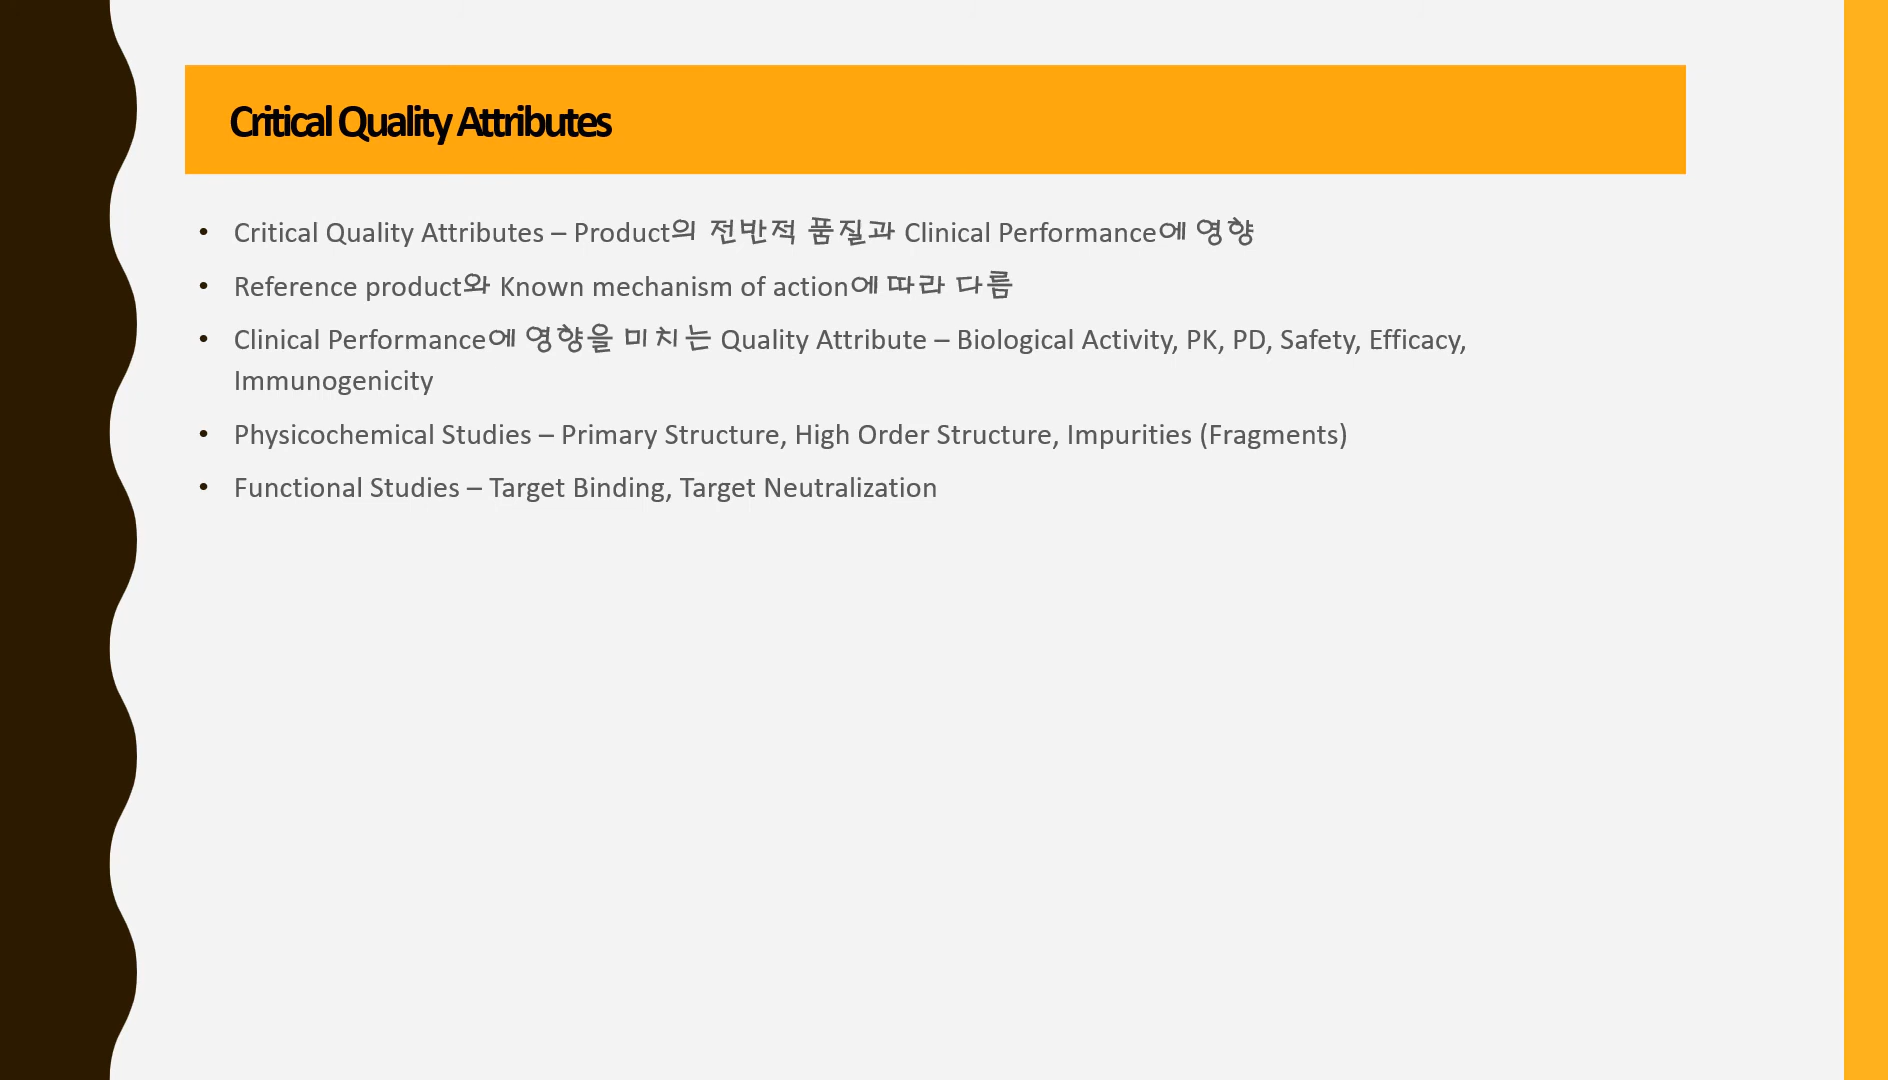 Critical Quality Attributes
• Critical Quality Attributes – Product의 전반적 품질과 Clinical Performance에 영향
• Reference product와 Known mechanism of action에 따라 다름
• Clinical Performance에 영향을 미치는 Quality Attribute – Biological Activity, PK, PD, Safety, Efficacy,
Immunogenicity
• Physicochemical Studies – Primary Structure, High Order Structure, Impurities (Fragments)
• Functional Studies – Target Binding, Target Neutralization